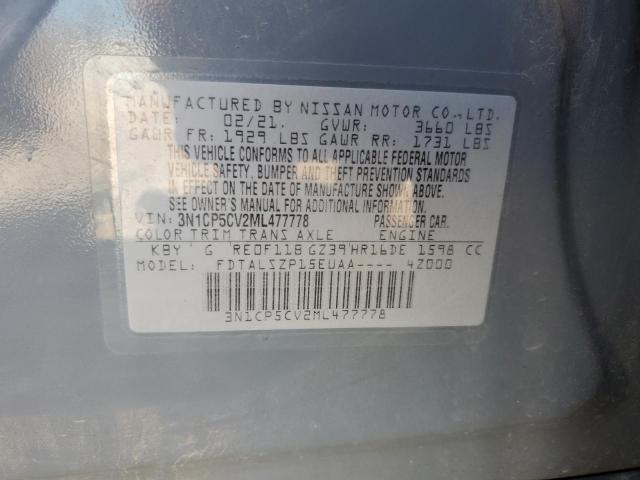 MANUFACTURED BY NISSAN MOTOR CO.,LTD.
DATE: 02/21. GVWR: 3660 LBS
GAWR FR: 1929 LBS GAWR RR: 1731 LBS
THIS VEHICLE CONFORMS TO ALL APPLICABLE FEDERAL MOTOR
VEHICLE SAFETY, BUMPER AND THEFT PREVENTION STANDARDS
IN EFFECT ON THE DATE OF MANUFACTURE SHOWN ABOVE.
SEE OWNER'S MANUAL FOR ADDITIONAL INFORMATION.
VIN: 3N1CP5CV2ML477778 PASSENGER CAR.
COLOR TRIM TRANS AXLE ENGINE
KBY ' G ' RE0F11B GZ39'HR16DE 1598 CC
MDL: FDTALSZP15EUAA---- 4Z000
3N1CP5CV2ML477778